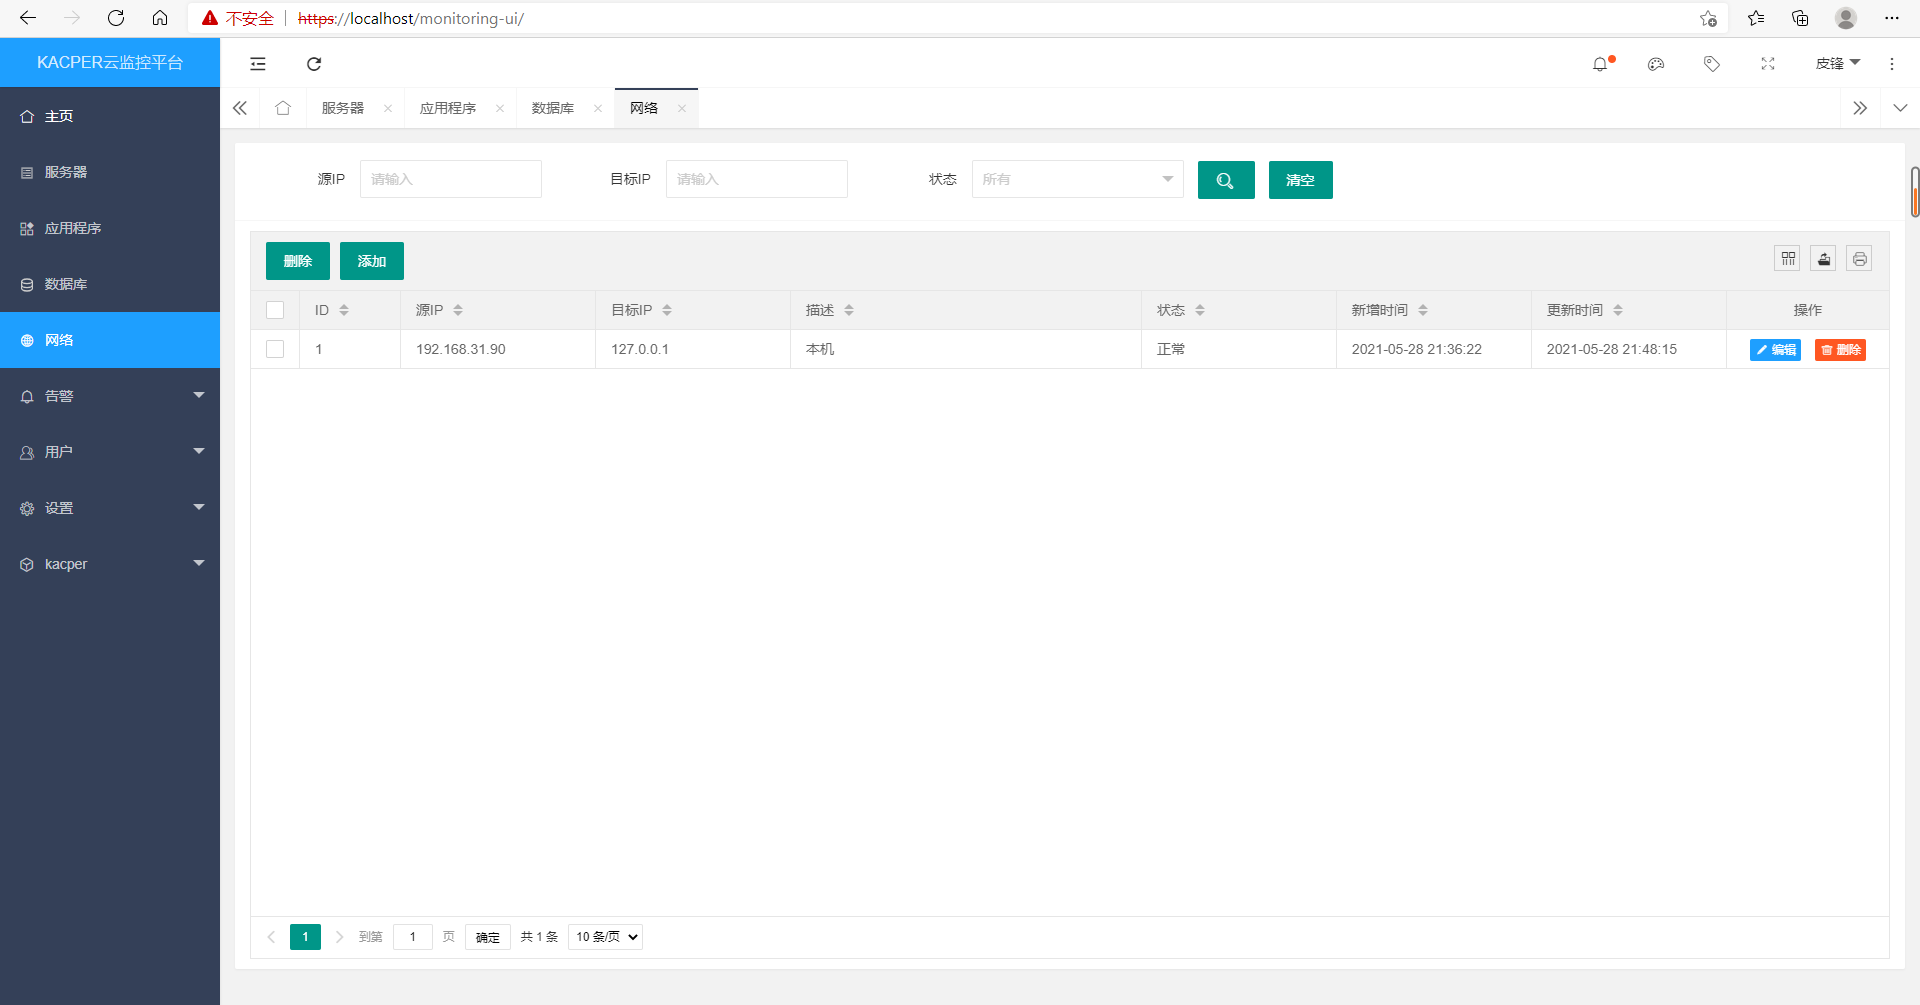 不安全 https://localhost/monitoring-ui/
KACPER云监控平台
皮锋
主页
服务器
应用程序
数据库
网络
告警
用户
设置
kacper
服务器 应用程序 数据库 网络
源IP 请输入 目标IP 请输入 状态 所有 清空
删除 添加
ID 源IP 目标IP 描述 状态 新增时间 更新时间 操作
1 192.168.31.90 127.0.0.1 本机 正常 2021-05-28 21:36:22 2021-05-28 21:48:15 编辑 删除
1 到第 1 页 确定 共 1 条 10 条/页